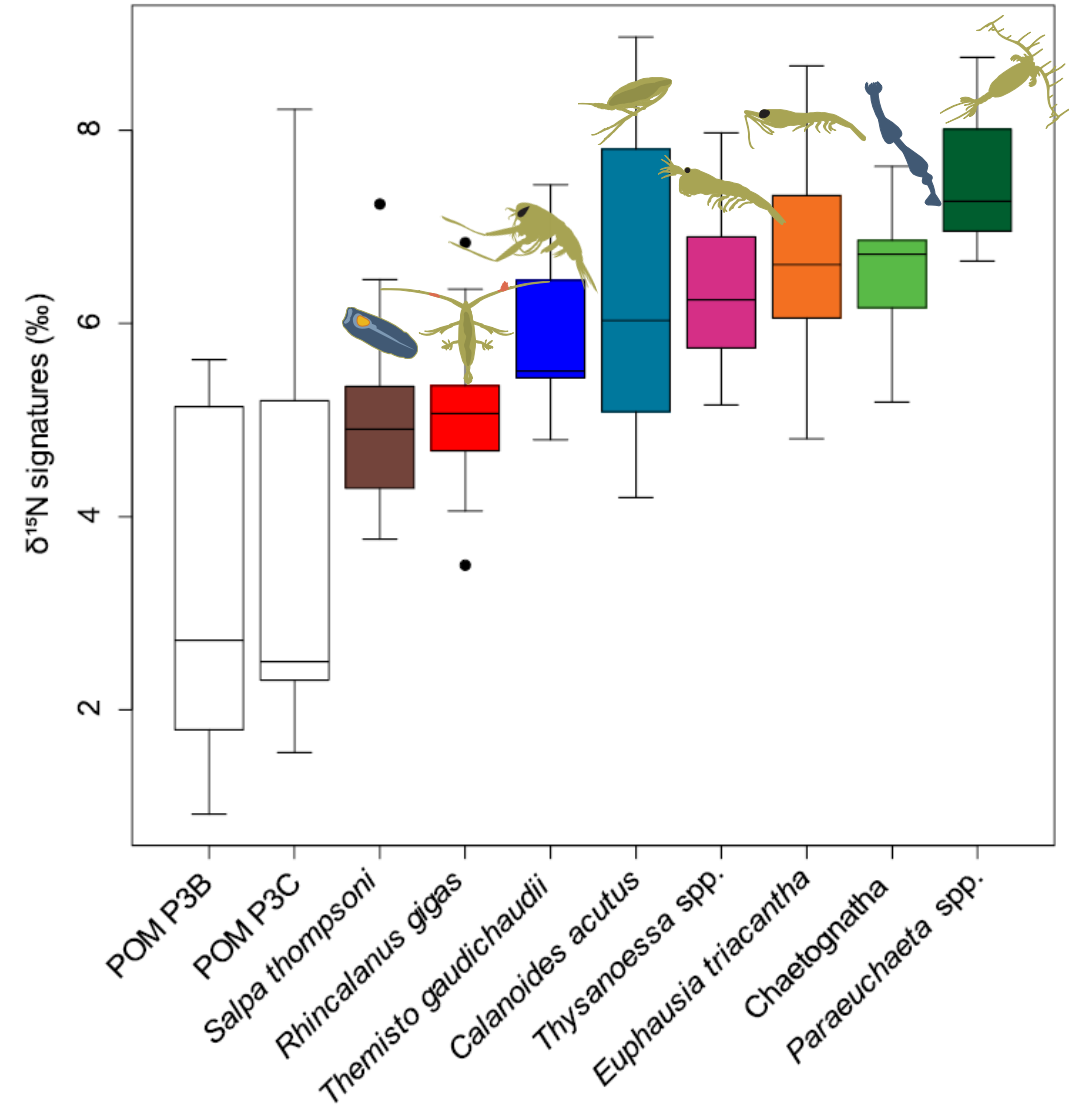 δ¹⁵N signatures (‰)
8
6
4
2
POM P3B
POM P3C
Salpa thompsoni
Rhincalanus gigas
Themisto gaudichaudii
Calanoides acutus
Thysanoessa spp.
Euphausia triacantha
Chaetognatha
Paraeuchaeta spp.